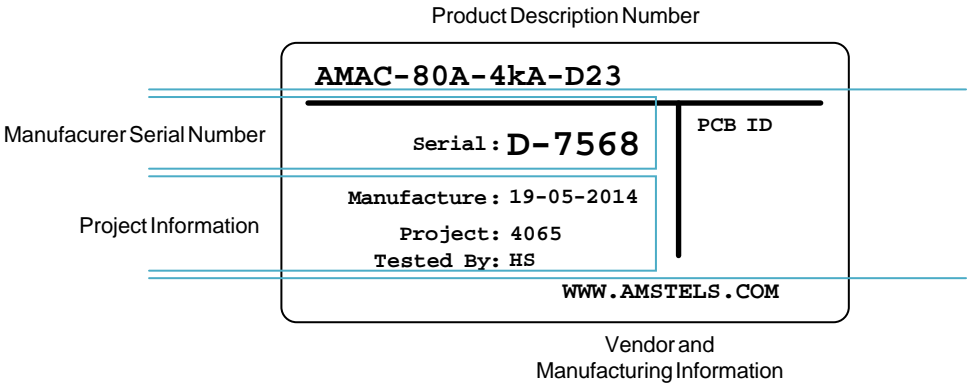 Product Description Number
AMAC-80A-4kA-D23
Manufacurer Serial Number
Serial: D-7568
PCB ID
Manufacture: 19-05-2014
Project Information
Project: 4065
Tested By: HS
WWW.AMSTELS.COM
Vendor and
Manufacturing Information